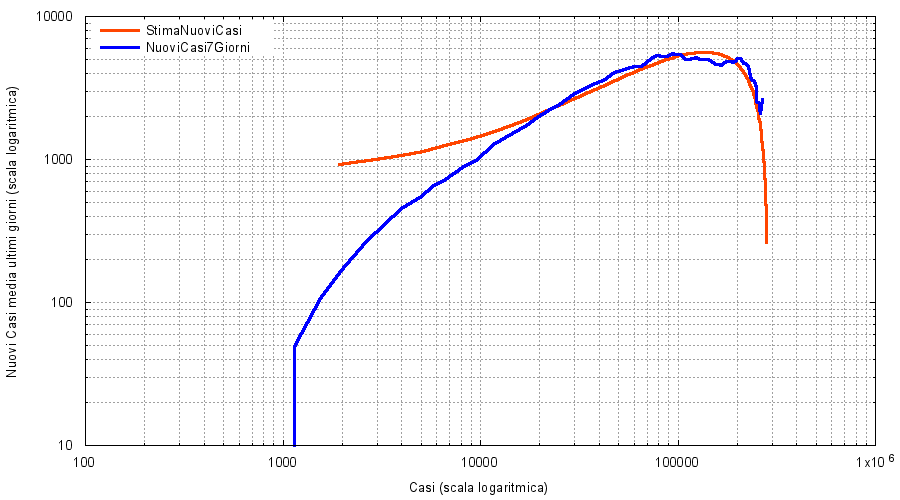 10000
StimaNuoviCasi
NuoviCasi7Giorni
1000
100
10
Nuovi Casi media ultimi giorni (scala logaritmica)
100 1000 10000 100000 1x10^6
Casi (scala logaritmica)